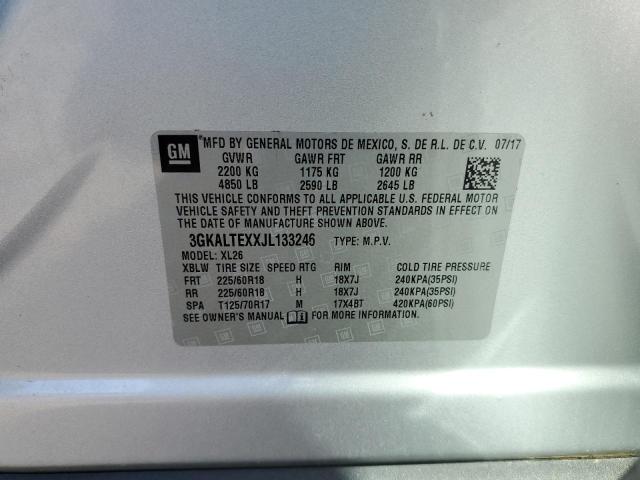 GM
*MFD BY GENERAL MOTORS DE MEXICO, S. DE R.L. DE C.V. 07/17
GVWR GAWR FRT GAWR RR
2200 KG 1175 KG 1200 KG
4850 LB 2590 LB 2645 LB
THIS VEHICLE CONFORMS TO ALL APPLICABLE U.S. FEDERAL MOTOR
VEHICLE SAFETY AND THEFT PREVENTION STANDARDS IN EFFECT ON
THE DATE OF MANUFACTURE SHOWN ABOVE.
3GKALTEXXJL133246 TYPE: M.P.V.
MODEL: XL26
XBLW TIRE SIZE SPEED RTG RIM COLD TIRE PRESSURE
FRT 225/60R18 H 18X7J 240KPA(35PSI)
RR 225/60R18 H 18X7J 240KPA(35PSI)
SPA T125/70R17 M 17X4BT 420KPA(60PSI)
SEE OWNER'S MANUAL FOR MORE INFORMATION.